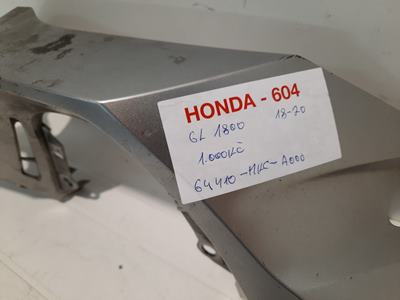 HONDA - 604
GL 1800 18-20
1.000Kč
64410-MKC-A000